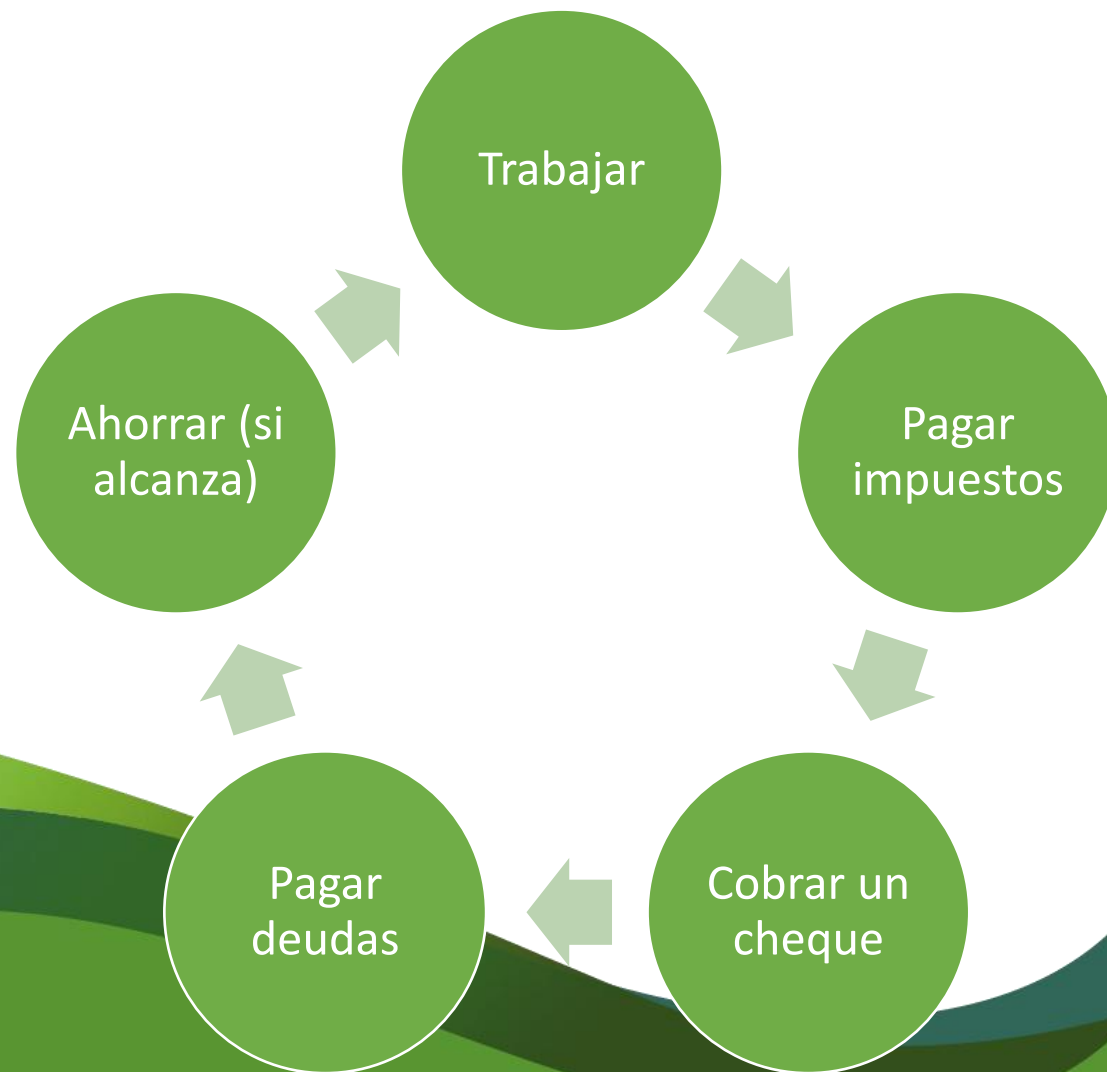 Trabajar
Pagar
impuestos
Cobrar un
cheque
Pagar
deudas
Ahorrar (si
alcanza)